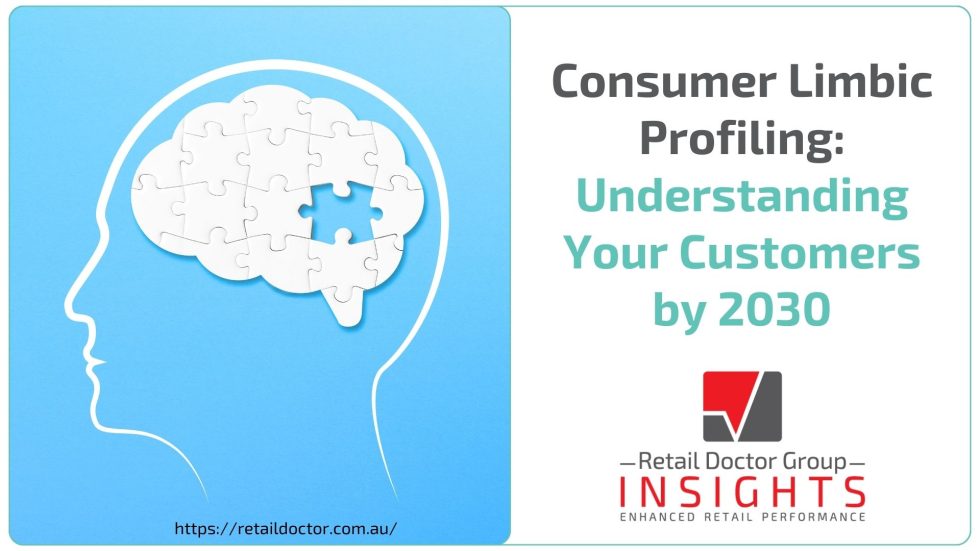 Consumer Limbic
Profiling:
Understanding
Your Customers
by 2030
Retail Doctor Group
INSIGHTS
ENHANCED RETAIL PERFORMANCE
https://retaildoctor.com.au/